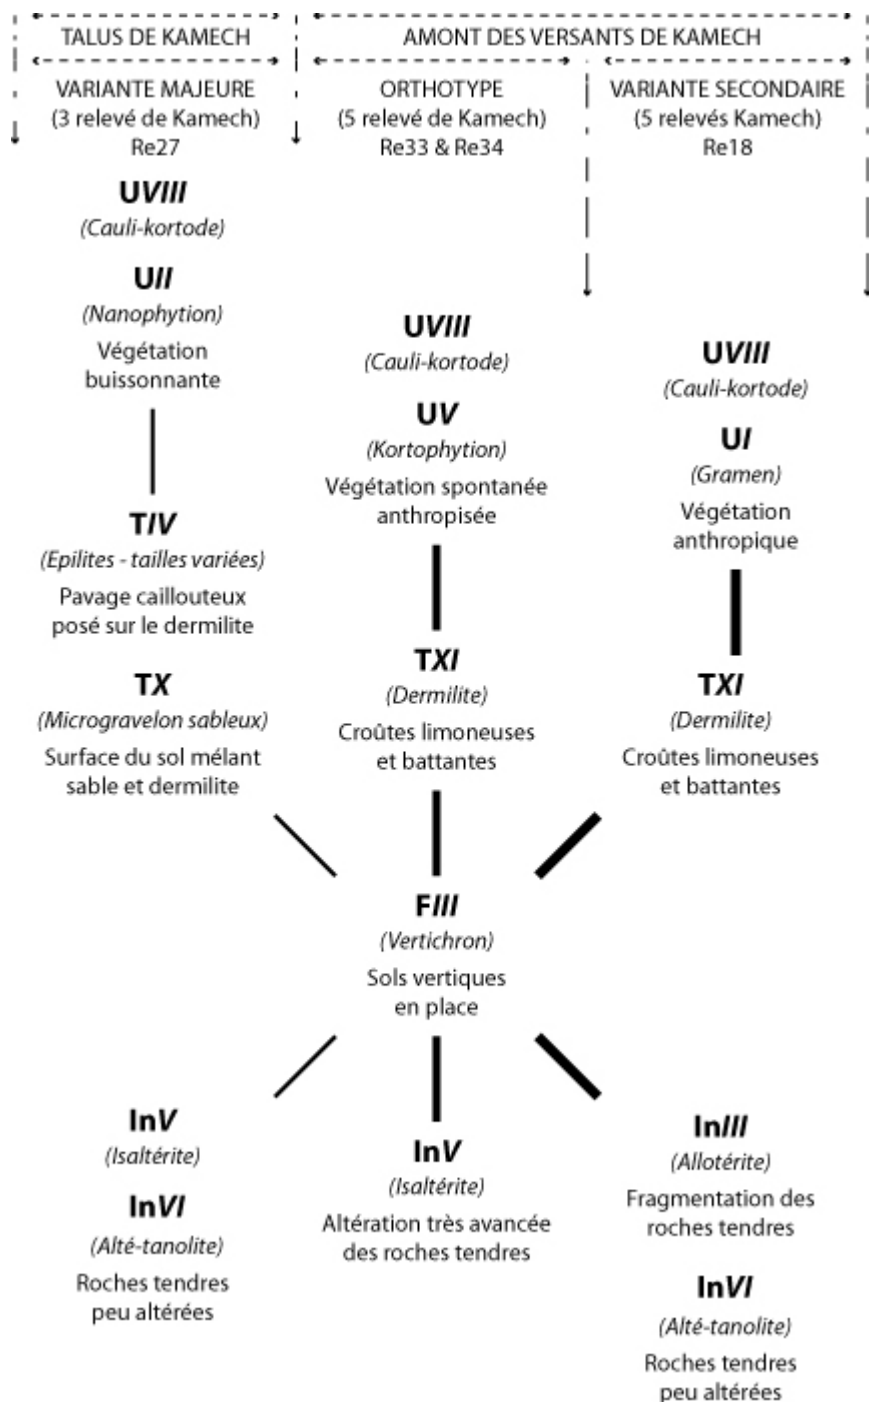 TALUS DE KAMECH
AMONT DES VERSANTS DE KAMECH
VARIANTE MAJEURE
(3 relevé de Kamech)
Re27
ORTHOTYPE
(5 relevé de Kamech)
Re33 & Re34
VARIANTE SECONDAIRE
(5 relevés Kamech)
Re18
UVIII
(Cauli-kortode)
UII
(Nanophytion)
Végétation
buissonnante
TIV
(Epilites - tailles variées)
Pavage caillouteux
posé sur le dermilite
TX
(Microgravelon sableux)
Surface du sol mélant
sable et dermilite
UVIII
(Cauli-kortode)
UV
(Kortophytion)
Végétation spontanée
anthropisée
TXI
(Dermilite)
Croûtes limoneuses
et battantes
UVIII
(Cauli-kortode)
UI
(Gramen)
Végétation
anthropique
TXI
(Dermilite)
Croûtes limoneuses
et battantes
FIII
(Vertichron)
Sols vertiques
en place
InV
(Isaltérite)
InVI
(Alté-tanolite)
Roches tendres
peu altérées
InV
(Isaltérite)
Altération très avancée
des roches tendres
InIII
(Allotérite)
Fragmentation des
roches tendres
InVI
(Alté-tanolite)
Roches tendres
peu altérées